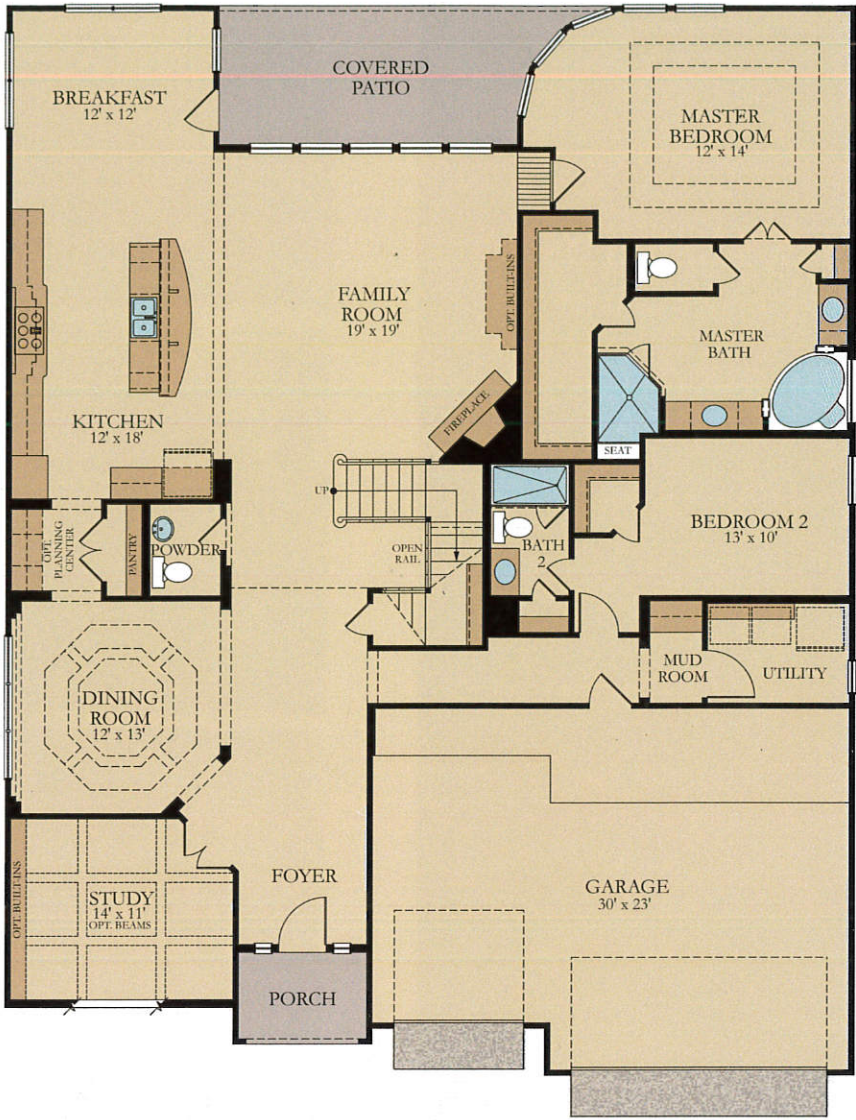 COVERED
PATIO
BREAKFAST
12' x 12'
MASTER
BEDROOM
12' x 14'
FAMILY
ROOM
19' x 19'
OPT. BUILT-INS
MASTER
BATH
FIREPLACE
KITCHEN
12' x 18'
SEAT
UP
BEDROOM 2
13' x 10'
OPT.
PLANNING
CENTER
PANTRY
POWDER
OPEN
RAIL
BATH
2
MUD
ROOM
UTILITY
DINING
ROOM
12' x 13'
FOYER
OPT. BUILT-INS
STUDY
14' x 11'
OPT. BEAMS
GARAGE
30' x 23'
PORCH